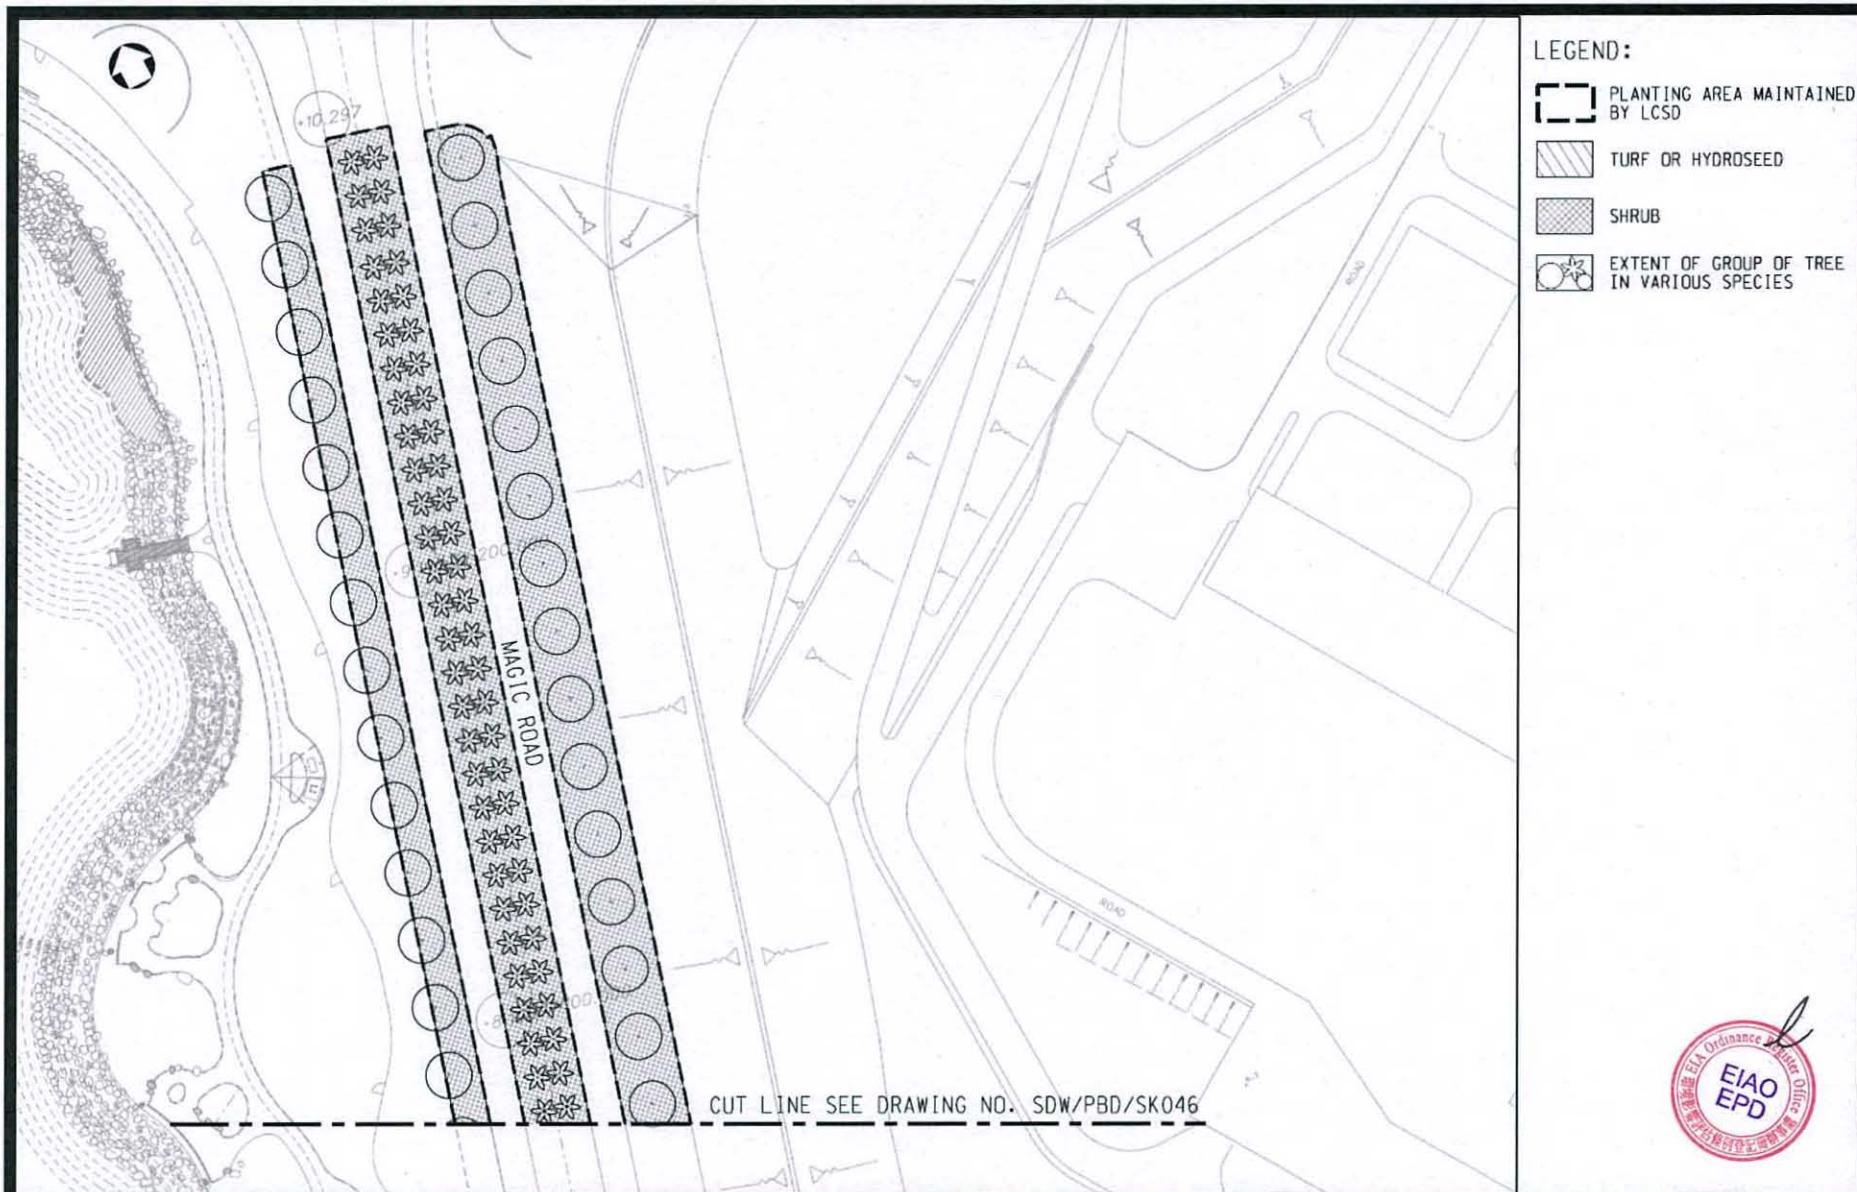 LEGEND:
PLANTING AREA MAINTAINED
BY LCSD
TURF OR HYDROSEED
SHRUB
EXTENT OF GROUP OF TREE
IN VARIOUS SPECIES
+10.297
ROAD
MAGIC ROAD
ROAD
CUT LINE SEE DRAWING NO. SDW/PBD/SK046
EIA Ordinance Register Office
EIAO
EPD